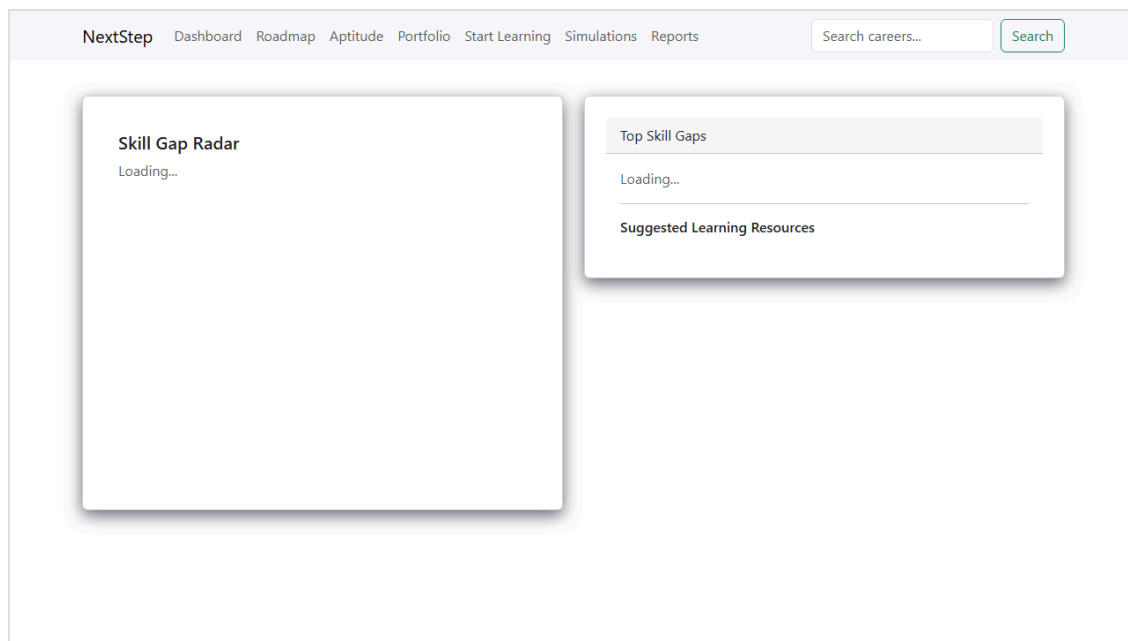 NextStep Dashboard Roadmap Aptitude Portfolio Start Learning Simulations Reports Search careers... Search
Skill Gap Radar
Loading...
Top Skill Gaps
Loading...
Suggested Learning Resources